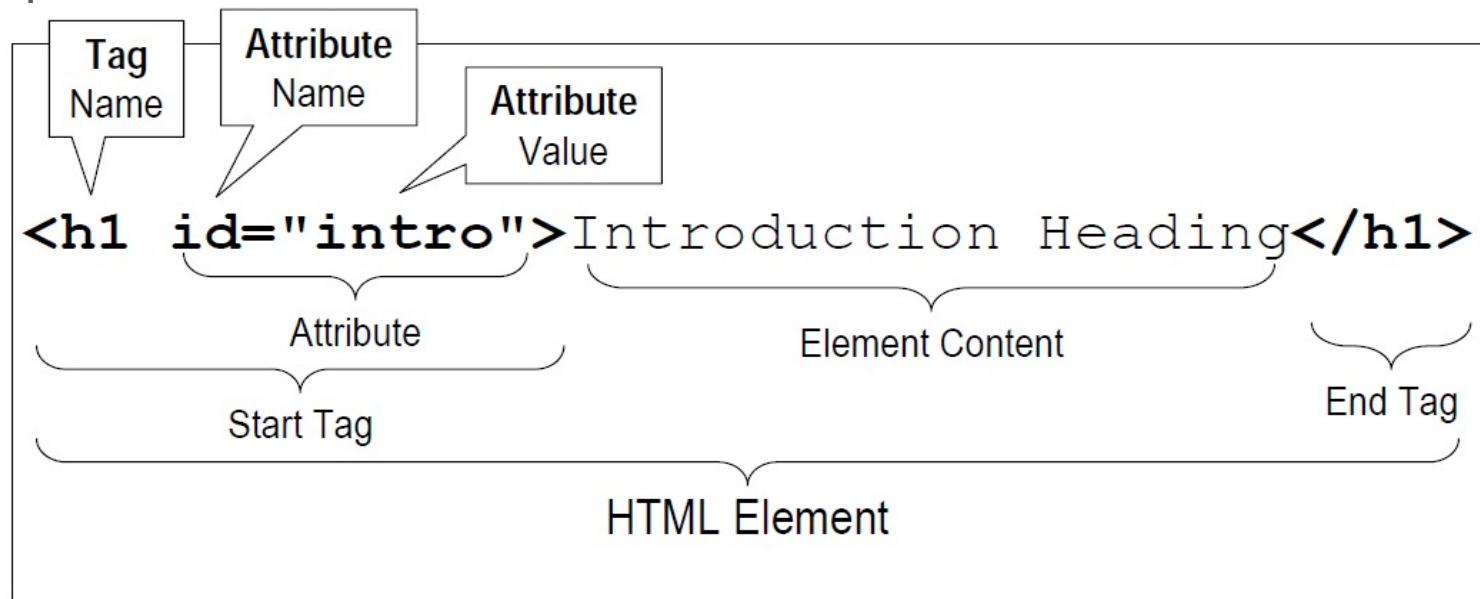 Tag
Name
Attribute
Name
Attribute
Value
<h1 id="intro">Introduction Heading</h1>
Attribute
Element Content
Start Tag
End Tag
HTML Element